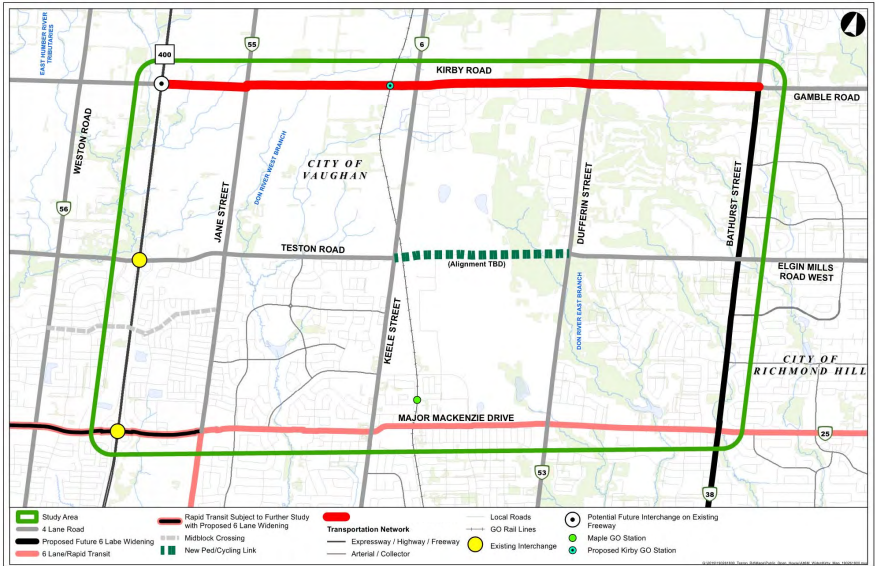 EAST HUMBER RIVER
TRIBUTARIES
400
55
6
KIRBY ROAD
GAMBLE ROAD
WESTON ROAD
CITY OF
VAUGHAN
DON RIVER WEST BRANCH
56
JANE STREET
DUFFERIN STREET
BATHURST STREET
TESTON ROAD
(Alignment TBD)
ELGIN MILLS
ROAD WEST
KEELE STREET
DON RIVER EAST BRANCH
CITY OF
RICHMOND HILL
MAJOR MACKENZIE DRIVE
25
53
38
Study Area
4 Lane Road
Proposed Future 6 Labe Widening
6 Lane/Rapid Transit
Rapid Transit Subject to Further Study
with Proposed 6 Lane Widening
Midblock Crossing
New Ped/Cycling Link
Transportation Network
Expressway / Highway / Freeway
Arterial / Collector
Local Roads
GO Rail Lines
Existing Interchange
Potential Future Interchange on Existing
Freeway
Maple GO Station
Proposed Kirby GO Station